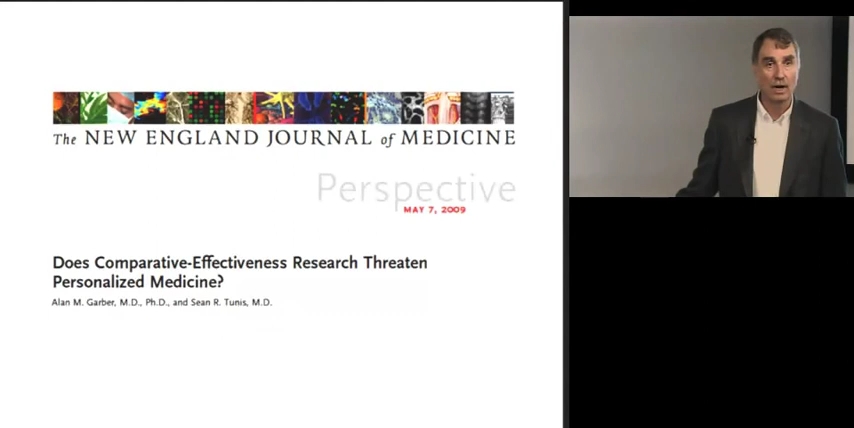 The NEW ENGLAND JOURNAL of MEDICINE
Perspective
MAY 7, 2009
Does Comparative-Effectiveness Research Threaten
Personalized Medicine?
Alan M. Garber, M.D., Ph.D., and Sean R. Tunis, M.D.